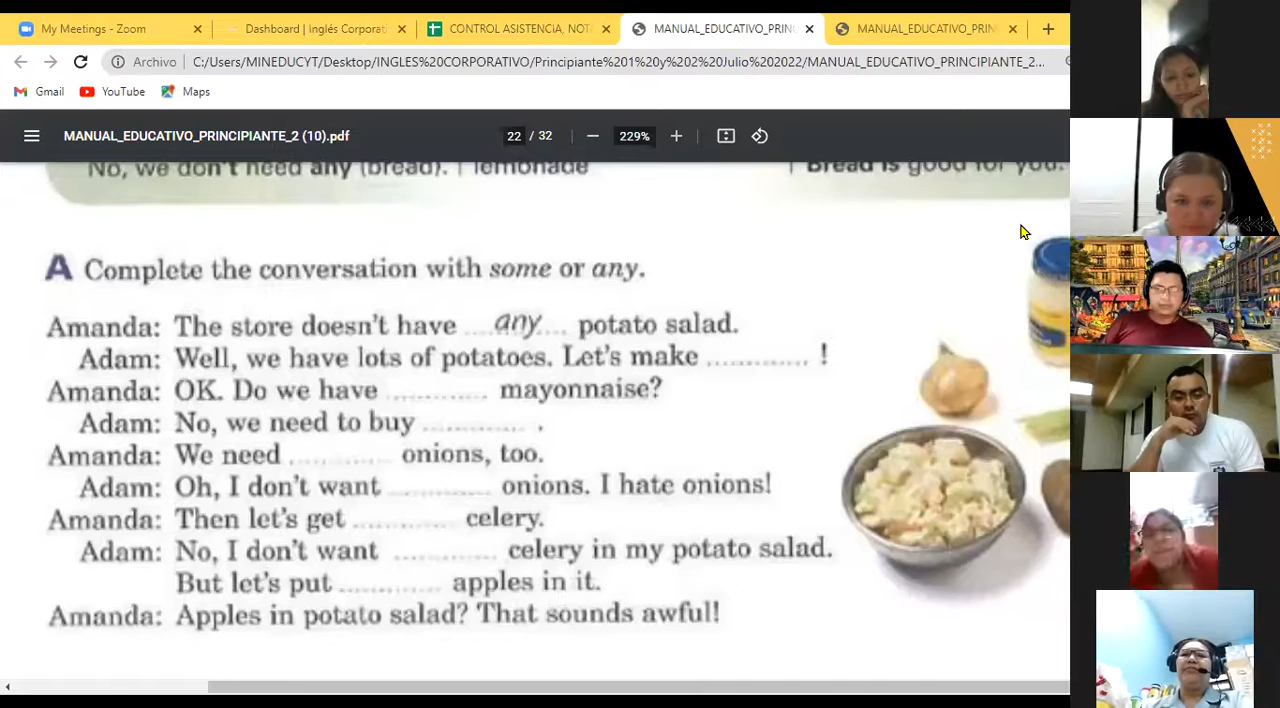 My Meetings - Zoom
Dashboard | Inglés Corporati
CONTROL ASISTENCIA, NOTA
MANUAL_EDUCATIVO_PRINC
MANUAL_EDUCATIVO_PRIN
Archivo | C:/Users/MINEDUCYT/Desktop/INGLES%20CORPORATIVO/Principiante%201%20y%202%20Julio%202022/MANUAL_EDUCATIVO_PRINCIPIANTE_2...
Gmail YouTube Maps
MANUAL_EDUCATIVO_PRINCIPIANTE_2 (10).pdf 22 / 32 229%
No, we don't need any (bread). lemonade Bread is good for you.
A Complete the conversation with some or any.
Amanda: The store doesn't have ....any.... potato salad.
Adam: Well, we have lots of potatoes. Let's make ............ !
Amanda: OK. Do we have ............ mayonnaise?
Adam: No, we need to buy ............ .
Amanda: We need ............ onions, too.
Adam: Oh, I don't want ............ onions. I hate onions!
Amanda: Then let's get ............ celery.
Adam: No, I don't want ............ celery in my potato salad.
But let's put ............ apples in it.
Amanda: Apples in potato salad? That sounds awful!